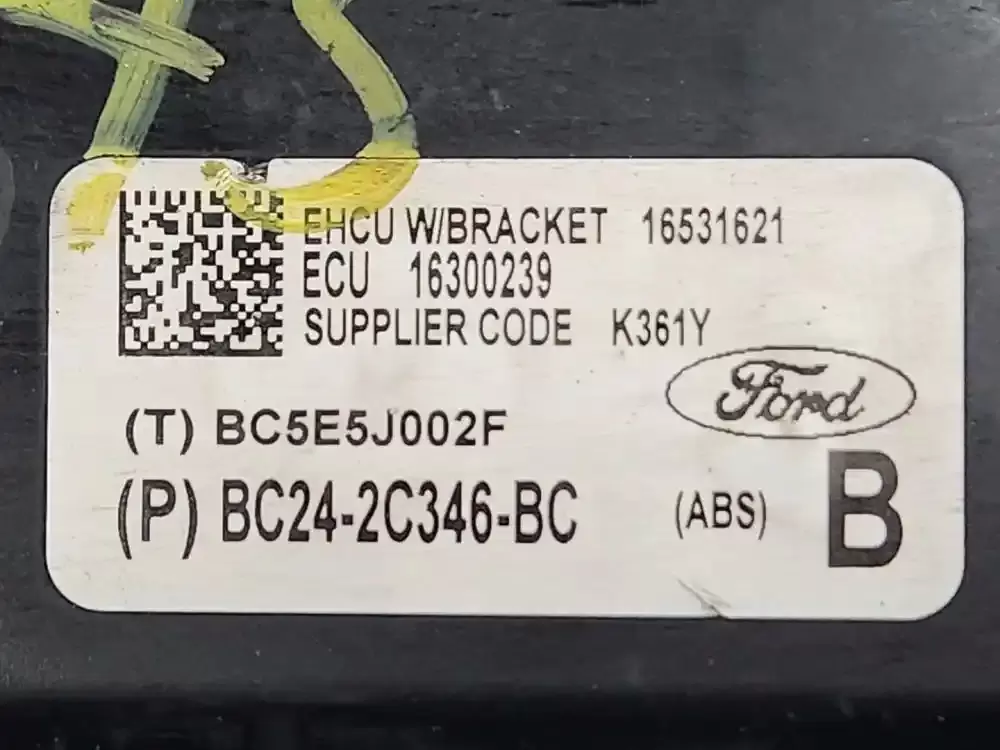 EHCU W/BRACKET 16531621
ECU 16300239
SUPPLIER CODE K361Y
Ford
(T) BC5E5J002F
(P) BC24-2C346-BC (ABS) B